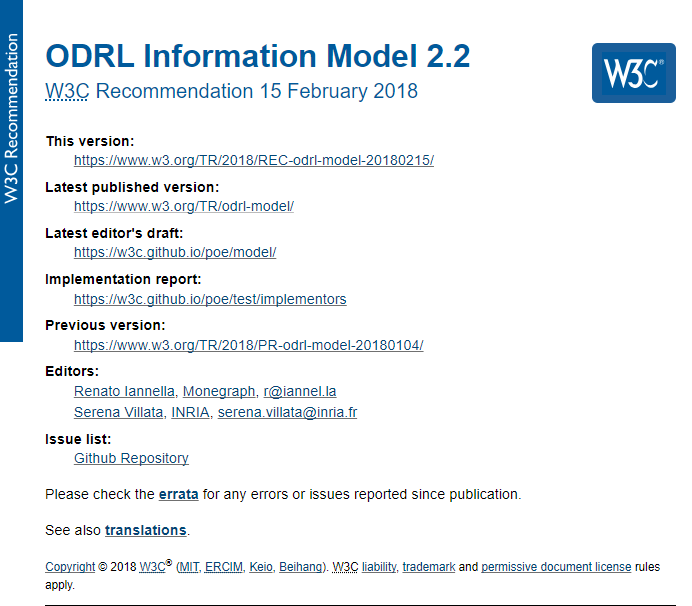 W3C Recommendation
ODRL Information Model 2.2
W3C®
W3C Recommendation 15 February 2018
This version:
https://www.w3.org/TR/2018/REC-odrl-model-20180215/
Latest published version:
https://www.w3.org/TR/odrl-model/
Latest editor's draft:
https://w3c.github.io/poe/model/
Implementation report:
https://w3c.github.io/poe/test/implementors
Previous version:
https://www.w3.org/TR/2018/PR-odrl-model-20180104/
Editors:
Renato Iannella, Monegraph, r@iannel.la
Serena Villata, INRIA, serena.villata@inria.fr
Issue list:
Github Repository
Please check the errata for any errors or issues reported since publication.
See also translations.
Copyright © 2018 W3C® (MIT, ERCIM, Keio, Beihang). W3C liability, trademark and permissive document license rules
apply.